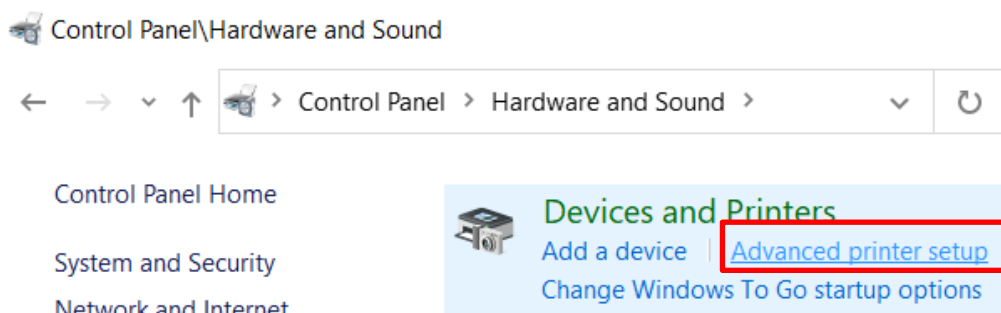 Control Panel\Hardware and Sound
Control Panel > Hardware and Sound >
Control Panel Home
System and Security
Network and Internet
Devices and Printers
Add a device
Advanced printer setup
Change Windows To Go startup options